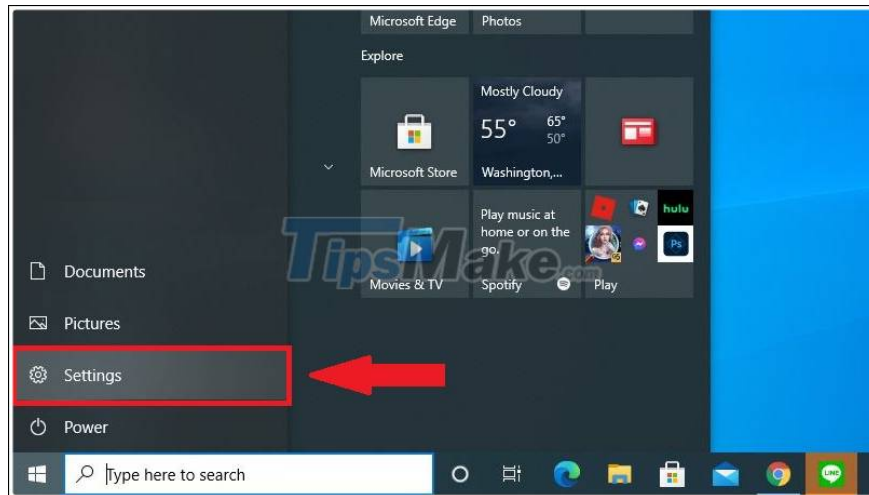 Microsoft Edge
Photos
Explore
Mostly Cloudy
55°
65°
50°
Microsoft Store
Washington,...
Play music at
home or on the
go.
hulu
Ps
Movies & TV
Spotify
Play
TipsMake.com
Documents
Pictures
Settings
Power
Type here to search
LINE